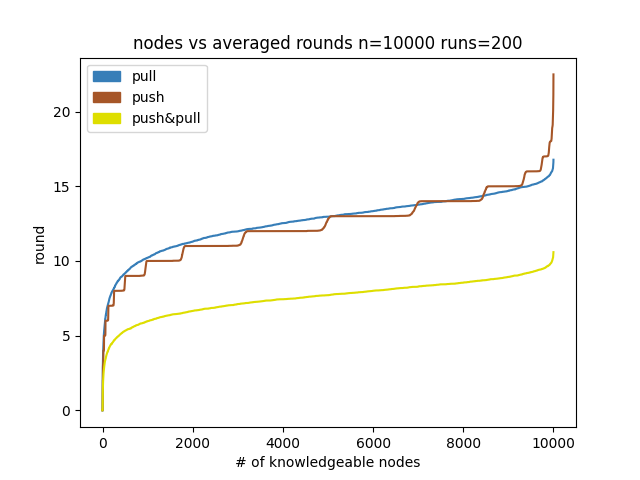 nodes vs averaged rounds n=10000 runs=200
pull
push
push&pull
20
15
10
5
0
round
0 2000 4000 6000 8000 10000
# of knowledgeable nodes